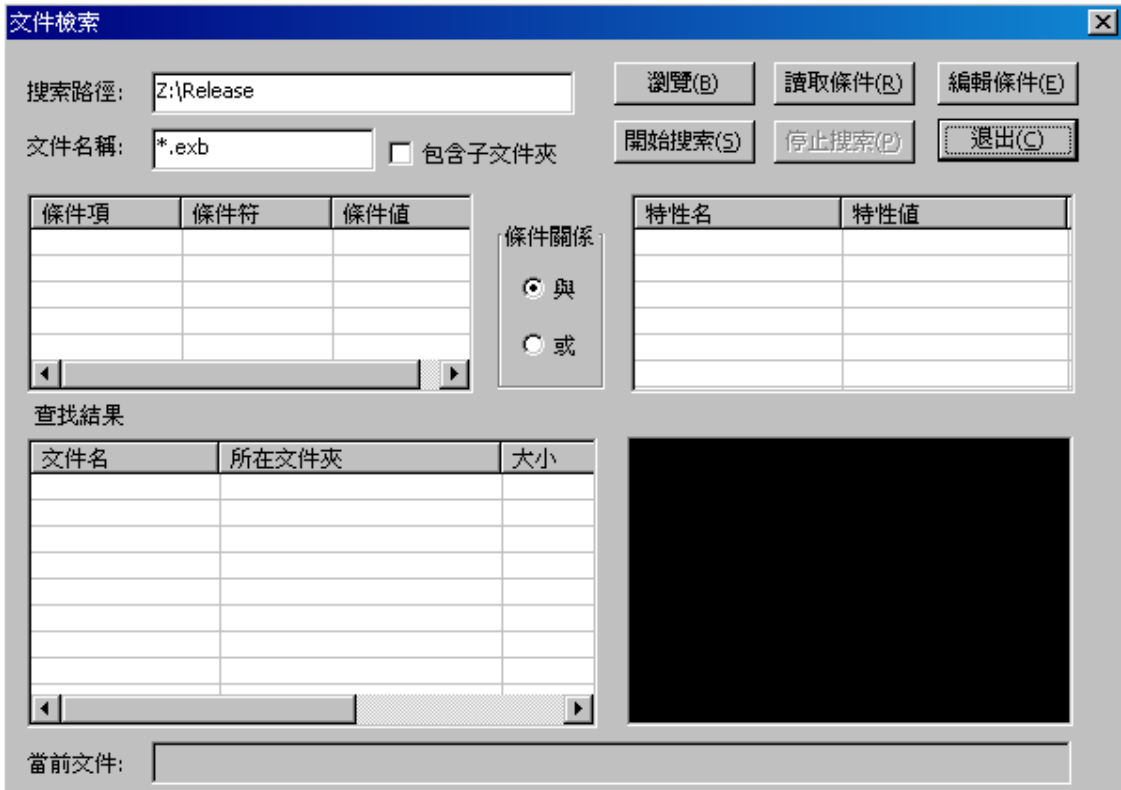 文件檢索
搜索路徑: Z:\Release 瀏覽(B) 讀取條件(R) 編輯條件(E)
文件名稱: *.exb 包含子文件夾 開始搜索(S) 停止搜索(P) 退出(C)
條件項 條件符 條件值 條件關係 特性名 特性值
與
或
查找結果
文件名 所在文件夾 大小
當前文件: